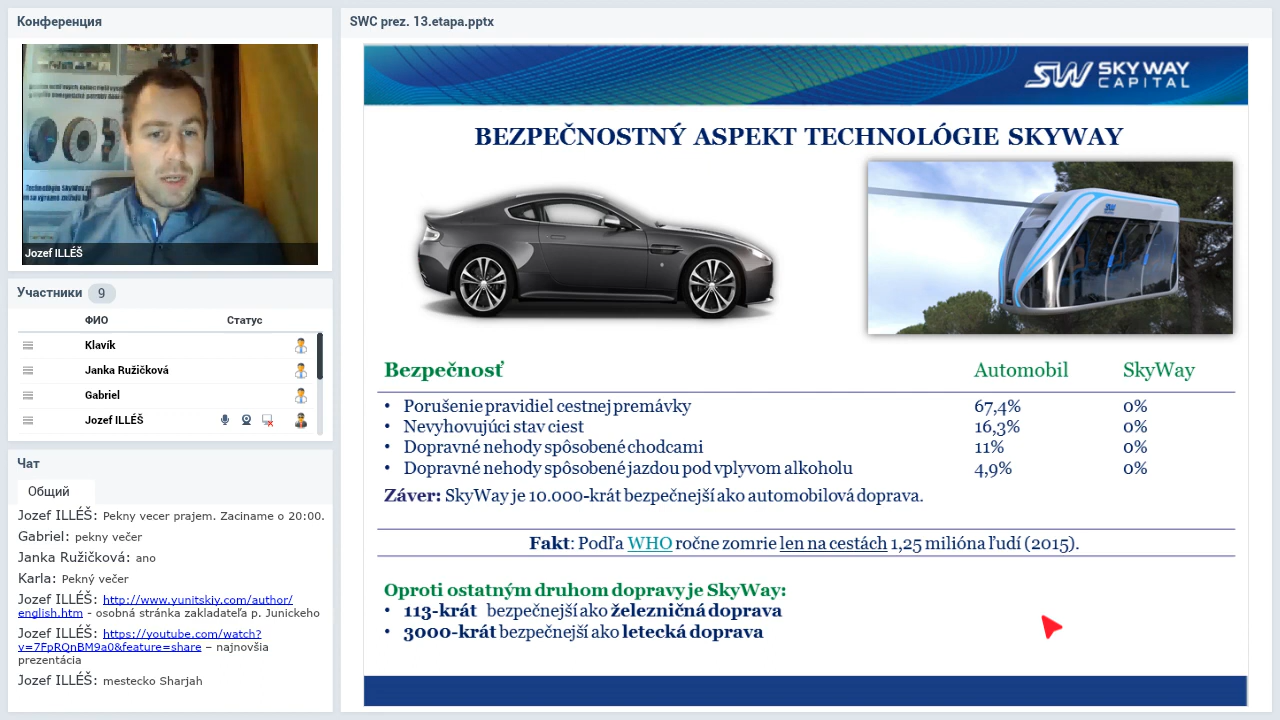 Конференция
Jozef ILLÉŠ
Участники 9
ФИО Статус
Klavík
Janka Ružičková
Gabriel
Jozef ILLÉŠ
Чат
Общий
Jozef ILLÉŠ: Pekny vecer prajem. Zaciname o 20:00.
Gabriel: pekny večer
Janka Ružičková: ano
Karla: Pekný večer
Jozef ILLÉŠ: http://www.yunitskiy.com/author/
english.htm - osobná stránka zakladateľa p. Junickeho
Jozef ILLÉŠ: https://youtube.com/watch?
v=7FpRQnBM9a0&feature=share – najnovšia
prezentácia
Jozef ILLÉŠ: mestecko Sharjah
SWC prez. 13.etapa.pptx
SW SKY WAY
CAPITAL
BEZPEČNOSTNÝ ASPEKT TECHNOLÓGIE SKYWAY
Bezpečnosť Automobil SkyWay
• Porušenie pravidiel cestnej premávky 67,4% 0%
• Nevyhovujúci stav ciest 16,3% 0%
• Dopravné nehody spôsobené chodcami 11% 0%
• Dopravné nehody spôsobené jazdou pod vplyvom alkoholu 4,9% 0%
Záver: SkyWay je 10.000-krát bezpečnejší ako automobilová doprava.
Fakt: Podľa WHO ročne zomrie len na cestách 1,25 milióna ľudí (2015).
Oproti ostatným druhom dopravy je SkyWay:
• 113-krát bezpečnejší ako železničná doprava
• 3000-krát bezpečnejší ako letecká doprava